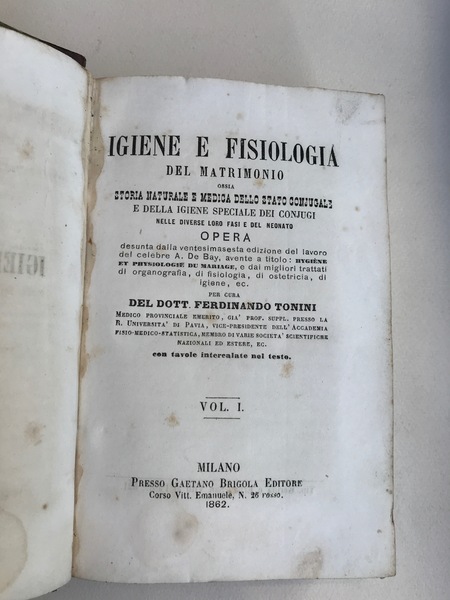 IGIENE E FISIOLOGIA
DEL MATRIMONIO
OSSIA
STORIA NATURALE E MEDICA DELLO STATO CONJUGALE
E DELLA IGIENE SPECIALE DEI CONJUGI
NELLE DIVERSE LORO FASI E DEL NEONATO
OPERA
desunta dalla ventesimasesta edizione del lavoro
del celebre A. De Bay, avente a titolo: HYGIÈNE
ET PHYSIOLOGIE DU MARIAGE, e dai migliori trattati
di organografia, di fisiologia, di ostetricia, di
igiene, ec.
PER CURA
DEL DOTT. FERDINANDO TONINI
MEDICO PROVINCIALE EMERITO, GIA' PROF. SUPPL. PRESSO LA
R. UNIVERSITA' DI PAVIA, VICE-PRESIDENTE DELL'ACCADEMIA
FISIO-MEDICO-STATISTICA, MEMBRO DI VARIE SOCIETA' SCIENTIFICHE
NAZIONALI ED ESTERE, EC.
con tavole intercalate nel testo.
VOL. I.
MILANO
PRESSO GAETANO BRIGOLA EDITORE
Corso Vitt. Emanuele, N. 26 rosso.
1862.